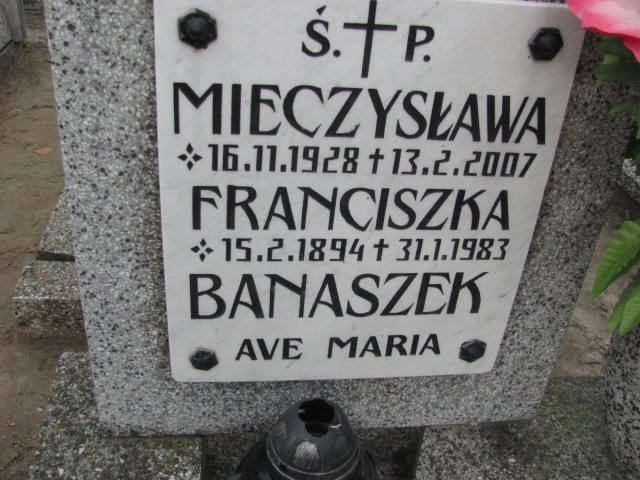 Ś. † P.
MIECZYSŁAWA
✣ 16.11.1928 † 13.2.2007
FRANCISZKA
✣ 15.2.1894 † 31.1.1983
BANASZEK
AVE MARIA